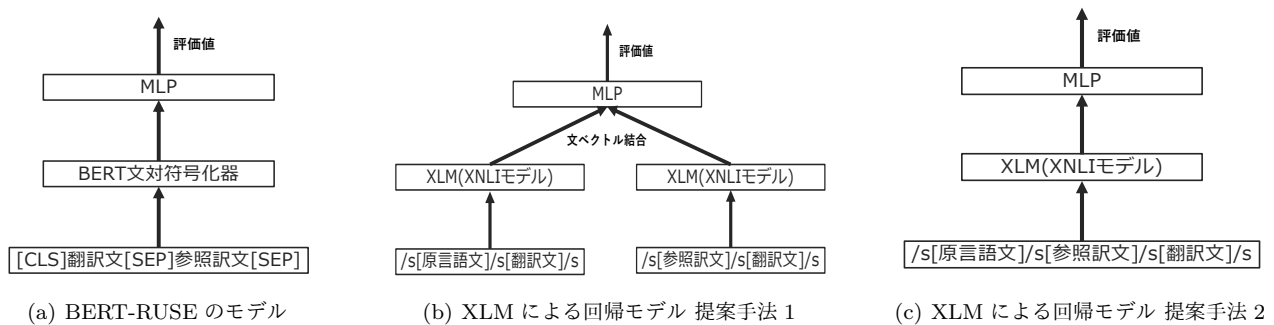 評価値
MLP
BERT文対符号化器
[CLS]翻訳文[SEP]参照訳文[SEP]
(a) BERT-RUSE のモデル
評価値
MLP
文ベクトル結合
XLM(XNLIモデル)
XLM(XNLIモデル)
/s[原言語文]/s[翻訳文]/s
/s[参照訳文]/s[翻訳文]/s
(b) XLM による回帰モデル 提案手法 1
評価値
MLP
XLM(XNLIモデル)
/s[原言語文]/s[参照訳文]/s[翻訳文]/s
(c) XLM による回帰モデル 提案手法 2